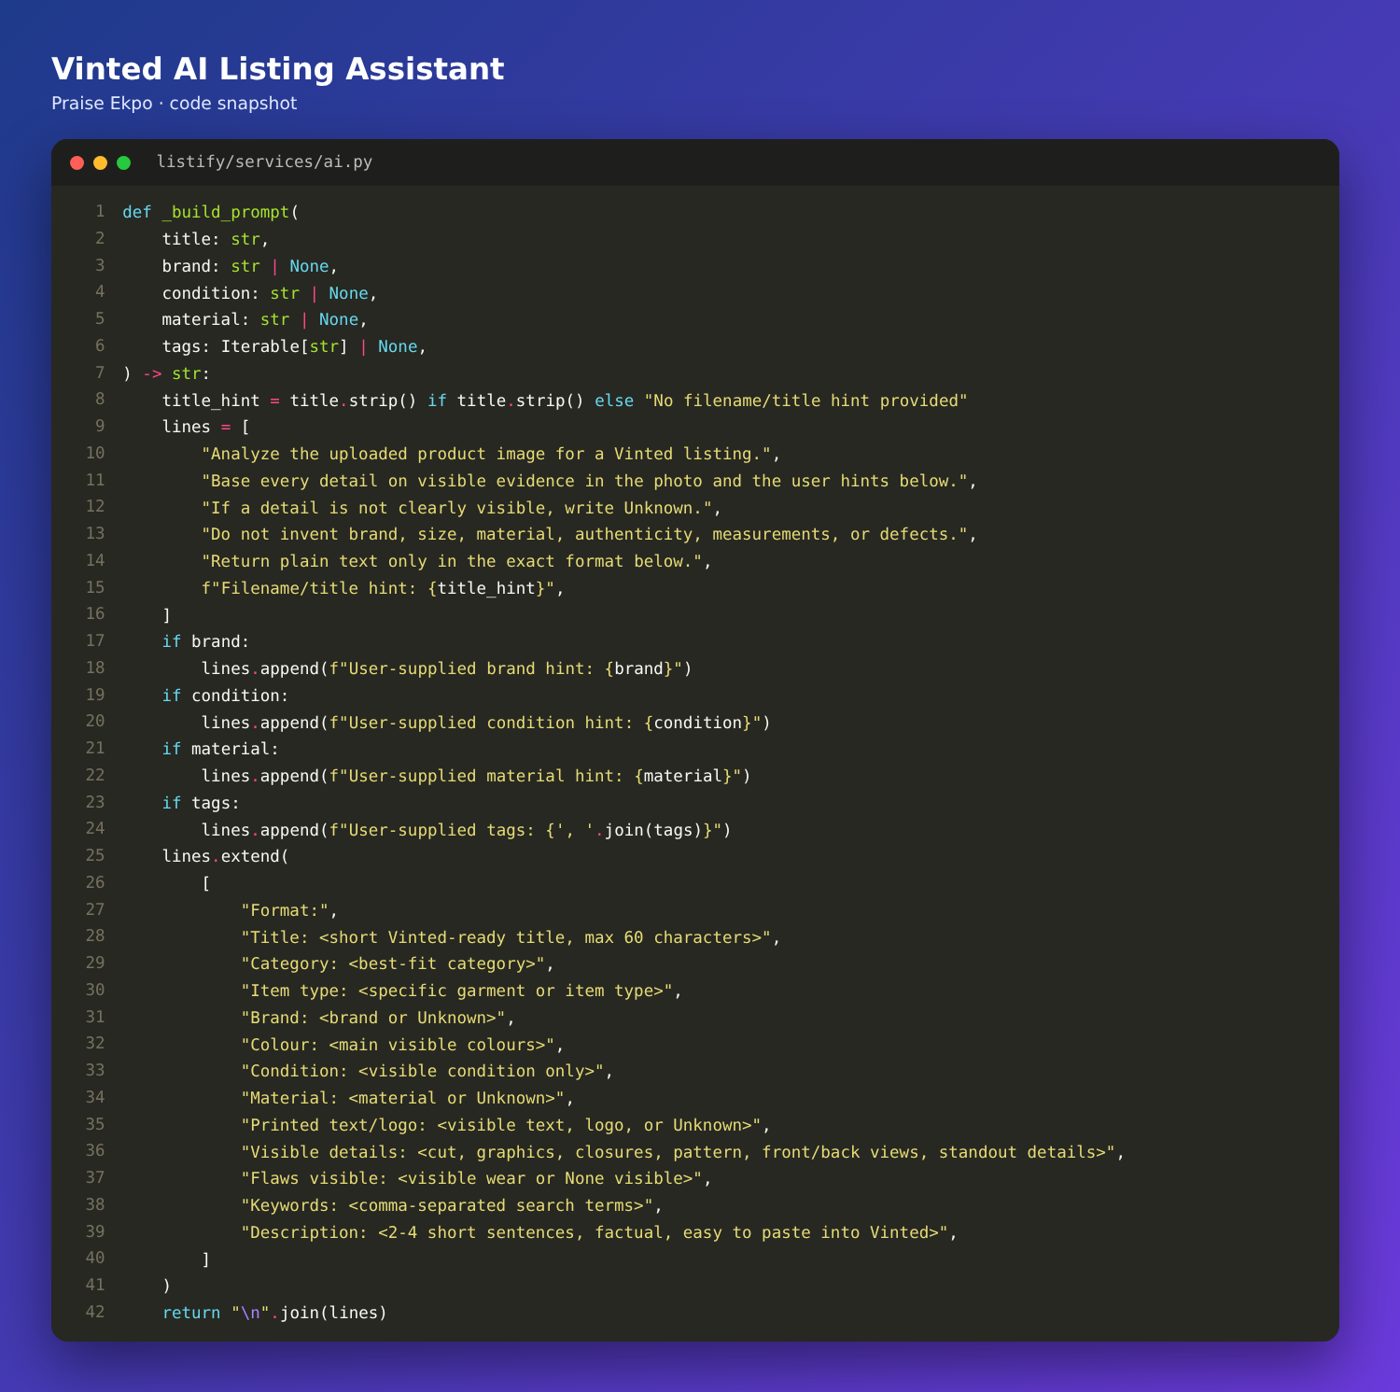 Vinted AI Listing Assistant
Praise Ekpo · code snapshot
listify/services/ai.py
1 def _build_prompt(
2     title: str,
3     brand: str | None,
4     condition: str | None,
5     material: str | None,
6     tags: Iterable[str] | None,
7 ) -> str:
8     title_hint = title.strip() if title.strip() else "No filename/title hint provided"
9     lines = [
10         "Analyze the uploaded product image for a Vinted listing.",
11         "Base every detail on visible evidence in the photo and the user hints below.",
12         "If a detail is not clearly visible, write Unknown.",
13         "Do not invent brand, size, material, authenticity, measurements, or defects.",
14         "Return plain text only in the exact format below.",
15         f"Filename/title hint: {title_hint}",
16     ]
17     if brand:
18         lines.append(f"User-supplied brand hint: {brand}")
19     if condition:
20         lines.append(f"User-supplied condition hint: {condition}")
21     if material:
22         lines.append(f"User-supplied material hint: {material}")
23     if tags:
24         lines.append(f"User-supplied tags: {', '.join(tags)}")
25     lines.extend(
26         [
27             "Format:",
28             "Title: <short Vinted-ready title, max 60 characters>",
29             "Category: <best-fit category>",
30             "Item type: <specific garment or item type>",
31             "Brand: <brand or Unknown>",
32             "Colour: <main visible colours>",
33             "Condition: <visible condition only>",
34             "Material: <material or Unknown>",
35             "Printed text/logo: <visible text, logo, or Unknown>",
36             "Visible details: <cut, graphics, closures, pattern, front/back views, standout details>",
37             "Flaws visible: <visible wear or None visible>",
38             "Keywords: <comma-separated search terms>",
39             "Description: <2-4 short sentences, factual, easy to paste into Vinted>",
40         ]
41     )
42     return "\n".join(lines)